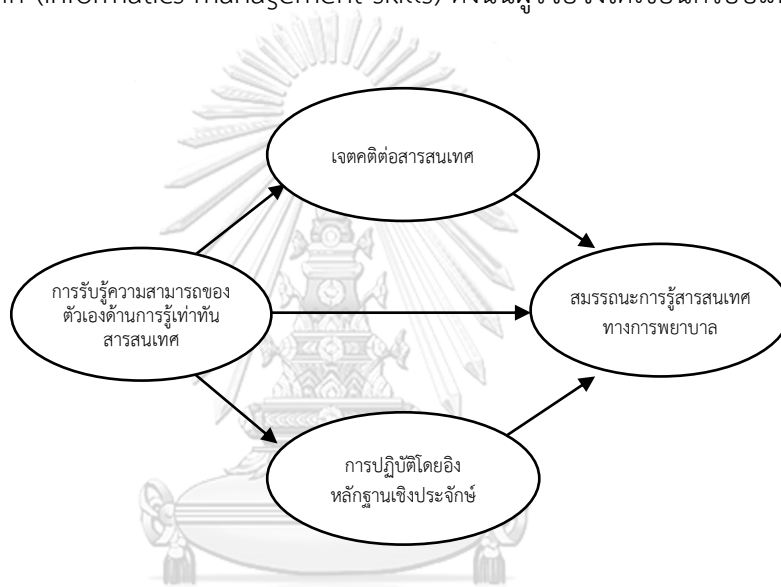 (informatics management skills)
เจตคติต่อสารสนเทศ
การรับรู้ความสามารถของ
ตัวเองด้านการรู้เท่าทัน
สารสนเทศ
สมรรถนะการรู้สารสนเทศ
ทางการพยาบาล
การปฏิบัติโดยอิง
หลักฐานเชิงประจักษ์